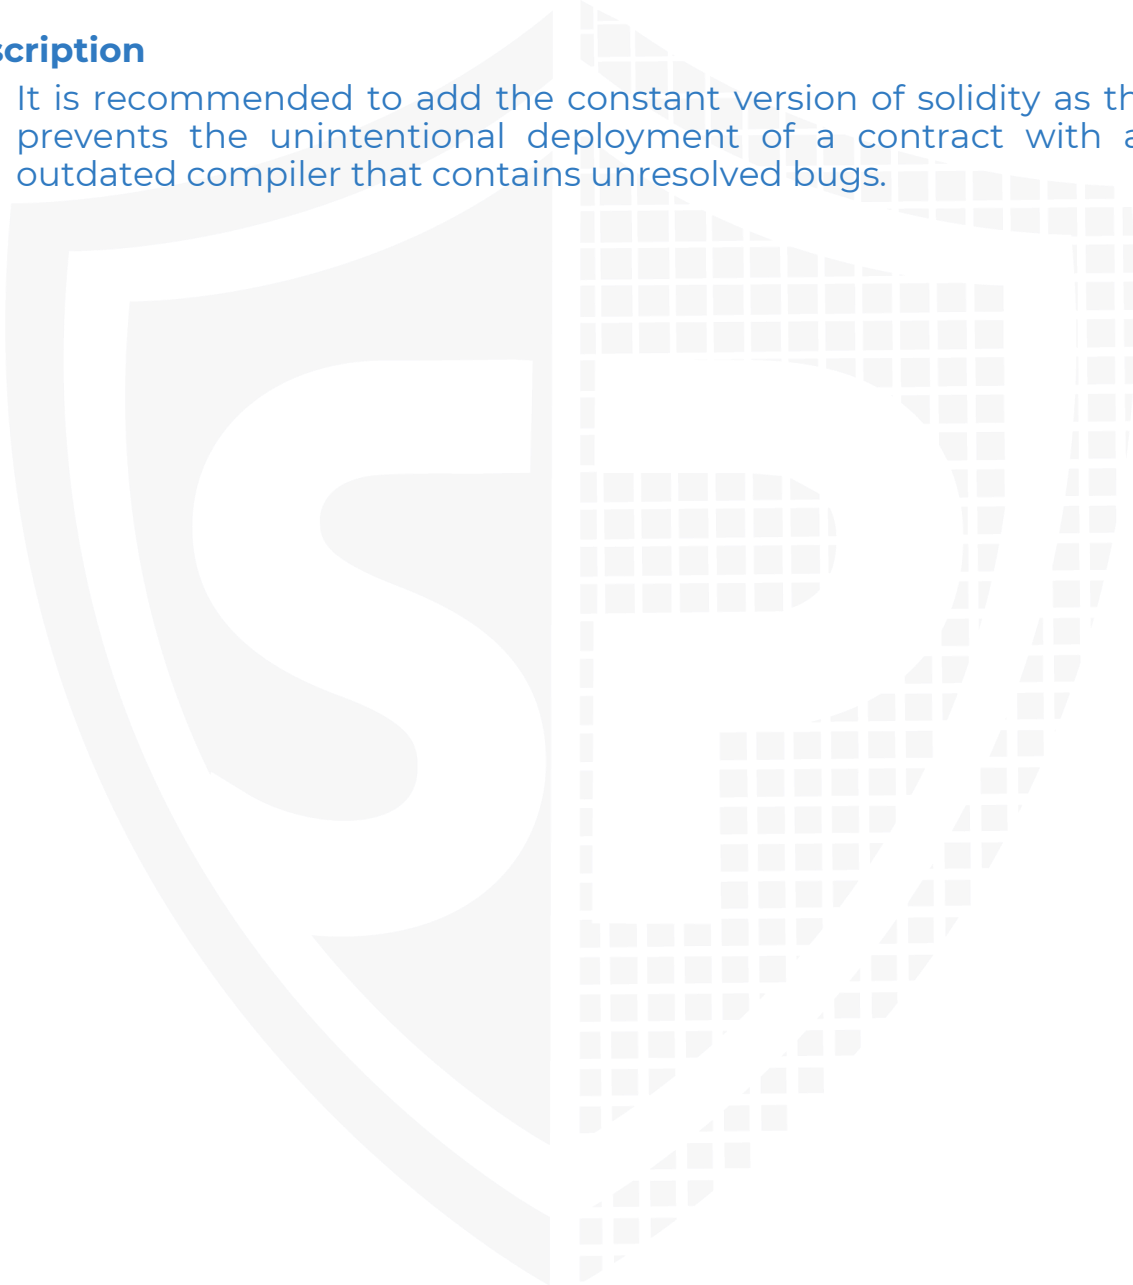 scription
It is recommended to add the constant version of solidity as th
prevents the unintentional deployment of a contract with a
outdated compiler that contains unresolved bugs.
SP